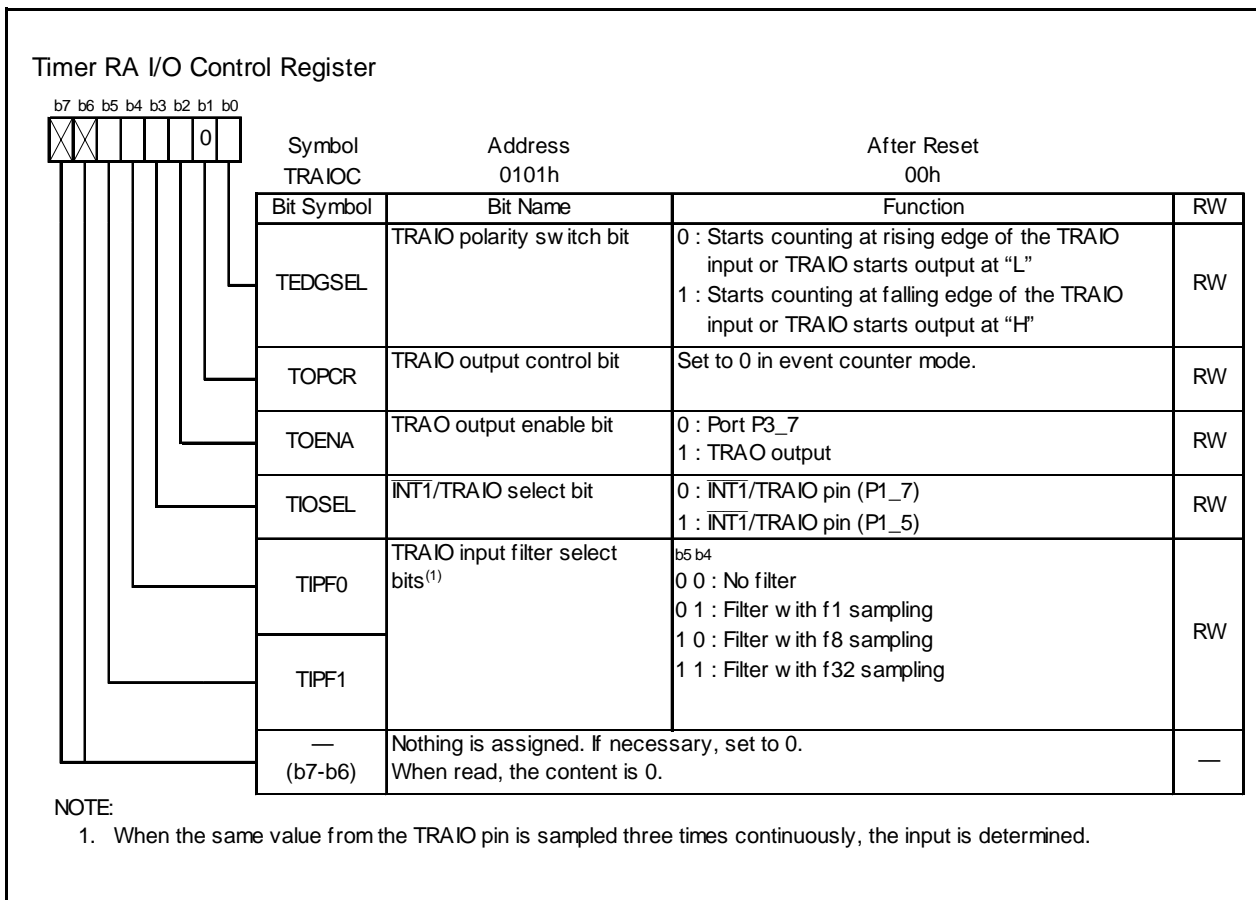 Timer RA I/O Control Register
b7 b6 b5 b4 b3 b2 b1 b0
0
Symbol Address After Reset
TRAIOC 0101h 00h
Bit Symbol Bit Name Function RW
TEDGSEL TRAIO polarity switch bit 0 : Starts counting at rising edge of the TRAIO
input or TRAIO starts output at “L”
1 : Starts counting at falling edge of the TRAIO
input or TRAIO starts output at “H”
RW
TOPCR TRAIO output control bit Set to 0 in event counter mode. RW
TOENA TRAO output enable bit 0 : Port P3_7
1 : TRAO output
RW
TIOSEL INT1/TRAIO select bit 0 : INT1/TRAIO pin (P1_7)
1 : INT1/TRAIO pin (P1_5)
RW
TIPF0 TRAIO input filter select
bits(1)
b5 b4
0 0 : No filter
0 1 : Filter with f1 sampling
1 0 : Filter with f8 sampling
1 1 : Filter with f32 sampling
RW
TIPF1
—
(b7-b6)
Nothing is assigned. If necessary, set to 0.
When read, the content is 0.
—
NOTE:
1. When the same value from the TRAIO pin is sampled three times continuously, the input is determined.